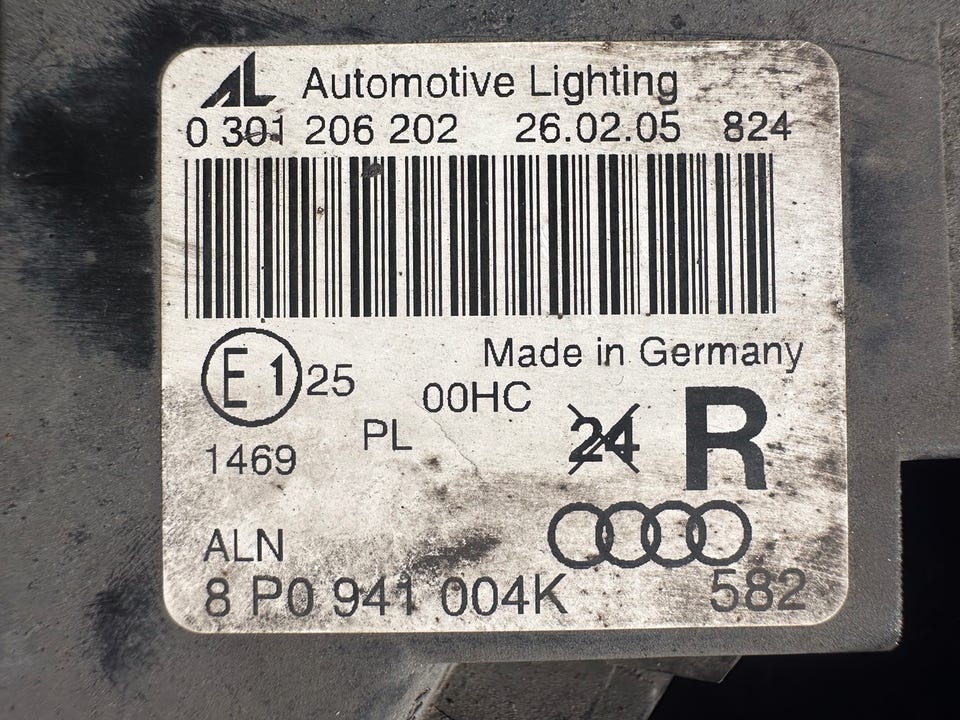 AL Automotive Lighting
0 301 206 202 26.02.05 824
Made in Germany
E1 25
00HC
PL
24 R
1469
ALN
8 P0 941 004K 582